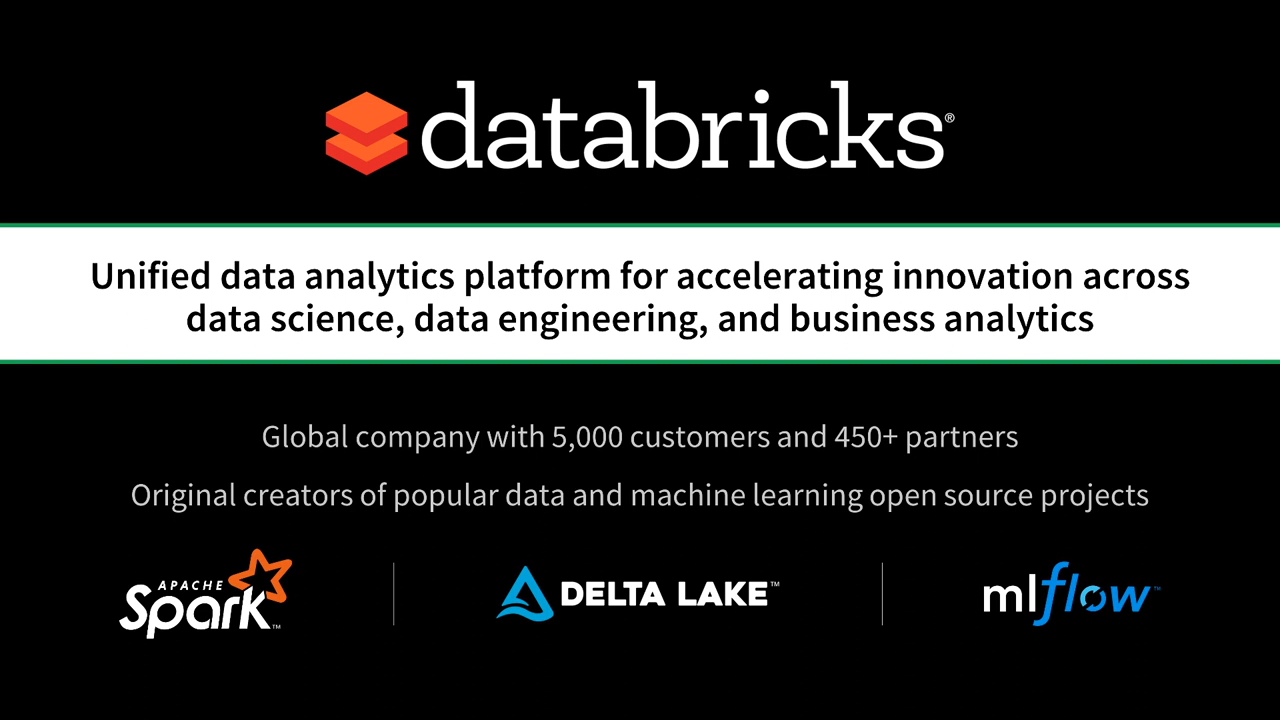 databricks®
Unified data analytics platform for accelerating innovation across
data science, data engineering, and business analytics
Global company with 5,000 customers and 450+ partners
Original creators of popular data and machine learning open source projects
APACHE
Spark™
DELTA LAKE™
mlflow™